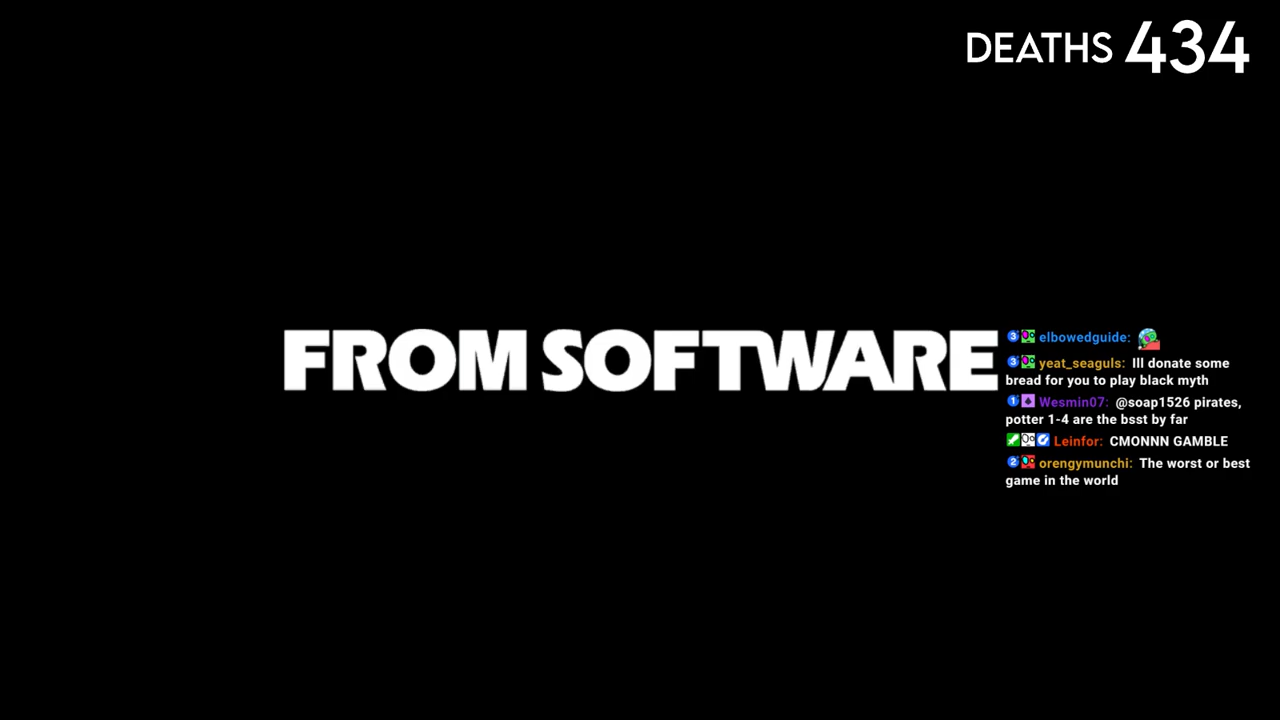 DEATHS 434
FROM SOFTWARE
elbowedguide:
yeat_seaguls: Ill donate some
bread for you to play black myth
Wesmin07: @soap1526 pirates,
potter 1-4 are the bsst by far
Leinfor: CMONNN GAMBLE
orengymunchi: The worst or best
game in the world